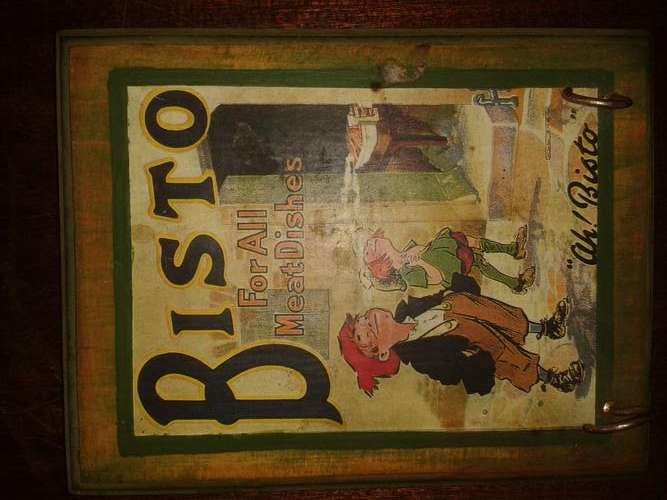 BISTO
For All
Meat Dishes
"Ah! Bisto"